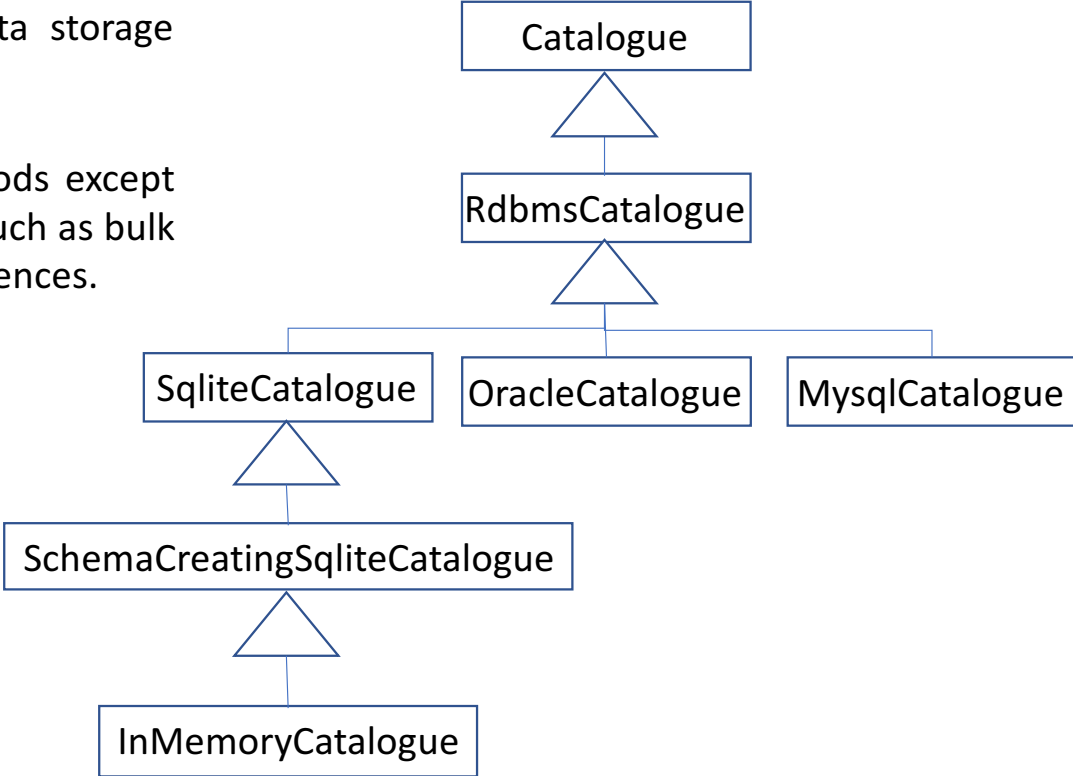 ta storage
ods except
uch as bulk
ences.
Catalogue
RdbmsCatalogue
SqliteCatalogue
OracleCatalogue
MysqlCatalogue
SchemaCreatingSqliteCatalogue
InMemoryCatalogue